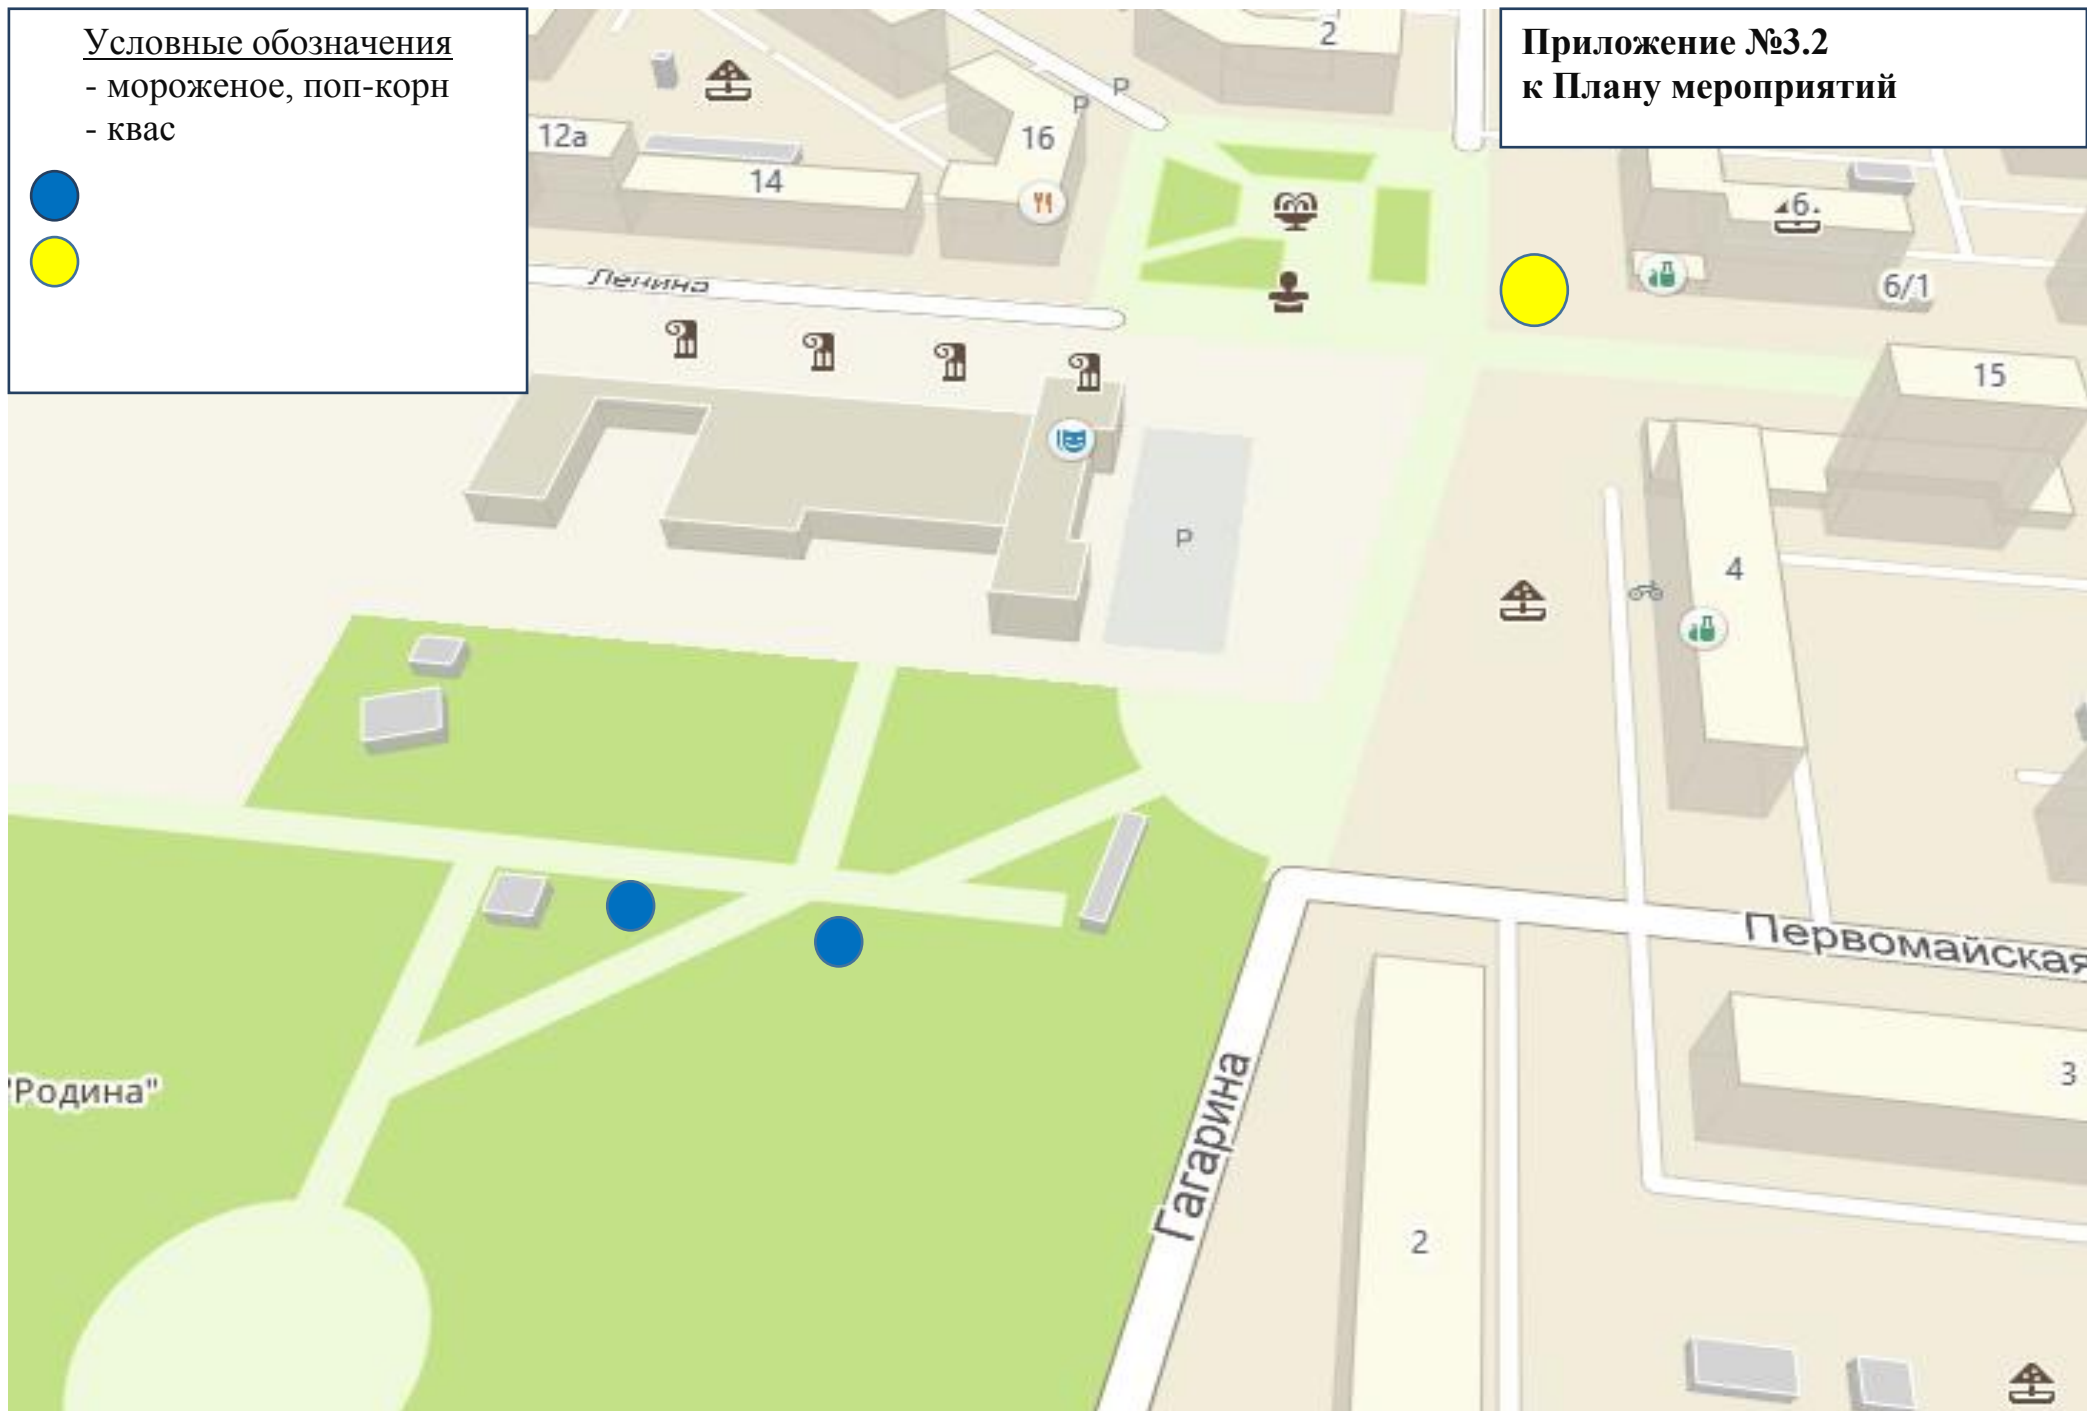 Условные обозначения
- мороженое, поп-корн
- квас
Приложение №3.2
к Плану мероприятий
2
P
P
12а
16
14
6
6/1
Ленина
15
P
4
Первомайская
3
"Родина"
Гагарина
2